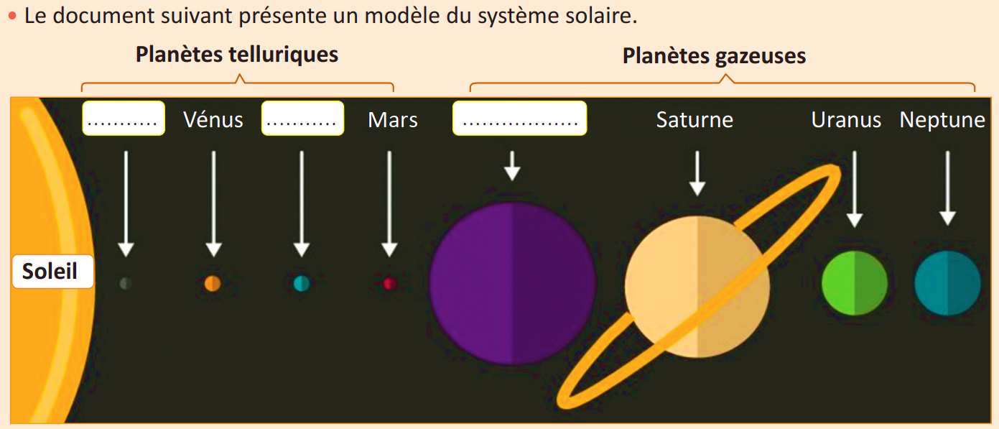 • Le document suivant présente un modèle du système solaire.
Planètes telluriques Planètes gazeuses
........... Vénus ........... Mars .................. Saturne Uranus Neptune
Soleil